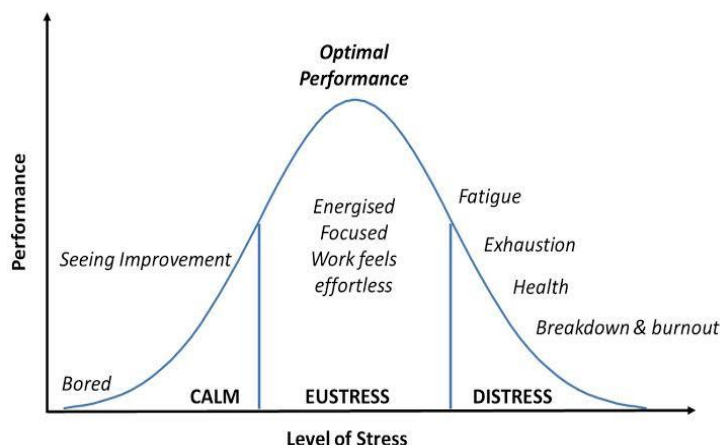 Optimal
Performance
Performance
Energised
Focused
Work feels
effortless
Fatigue
Exhaustion
Seeing Improvement
Health
Breakdown & burnout
Bored
CALM
EUSTRESS
DISTRESS
Level of Stress